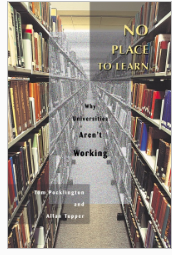 NO
PLACE
TO LEARN
Why
Universities
Aren't
Working
Tom Pocklington
and
Allan Tupper